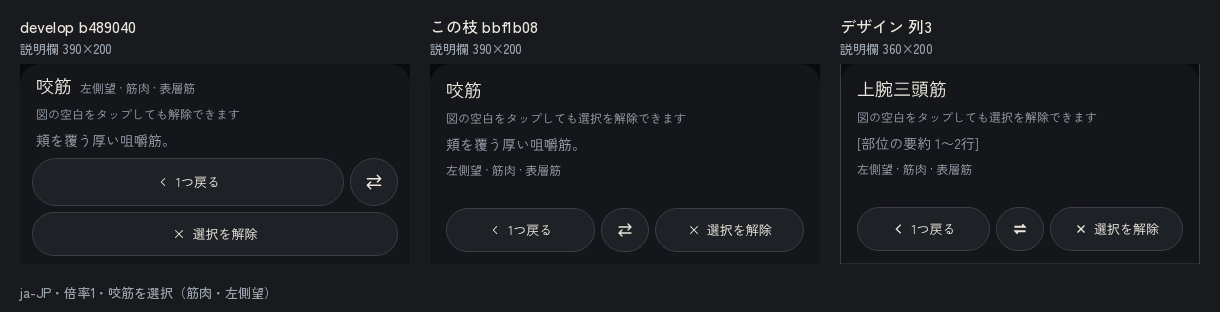 develop b489040
説明欄 390×200
咬筋 左側望 · 筋肉 · 表層筋
図の空白をタップしても解除できます
頬を覆う厚い咀嚼筋。
‹ 1つ戻る ⇄
× 選択を解除
この枝 bbf1b08
説明欄 390×200
咬筋
図の空白をタップしても選択を解除できます
頬を覆う厚い咀嚼筋。
左側望 · 筋肉 · 表層筋
‹ 1つ戻る ⇄ × 選択を解除
デザイン 列3
説明欄 360×200
上腕三頭筋
図の空白をタップしても選択を解除できます
[部位の要約 1〜2行]
左側望 · 筋肉 · 表層筋
‹ 1つ戻る ⇌ × 選択を解除
ja-JP・倍率1・咬筋を選択（筋肉・左側望）